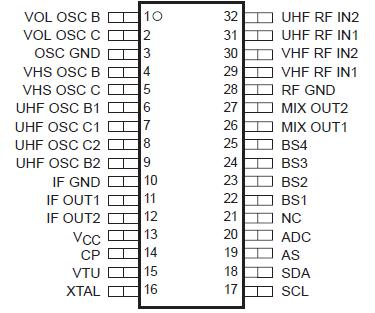 VOL OSC B 1 32 UHF RF IN2
VOL OSC C 2 31 UHF RF IN1
OSC GND 3 30 VHF RF IN2
VHS OSC B 4 29 VHF RF IN1
VHS OSC C 5 28 RF GND
UHF OSC B1 6 27 MIX OUT2
UHF OSC C1 7 26 MIX OUT1
UHF OSC C2 8 25 BS4
UHF OSC B2 9 24 BS3
IF GND 10 23 BS2
IF OUT1 11 22 BS1
IF OUT2 12 21 NC
VCC 13 20 ADC
CP 14 19 AS
VTU 15 18 SDA
XTAL 16 17 SCL